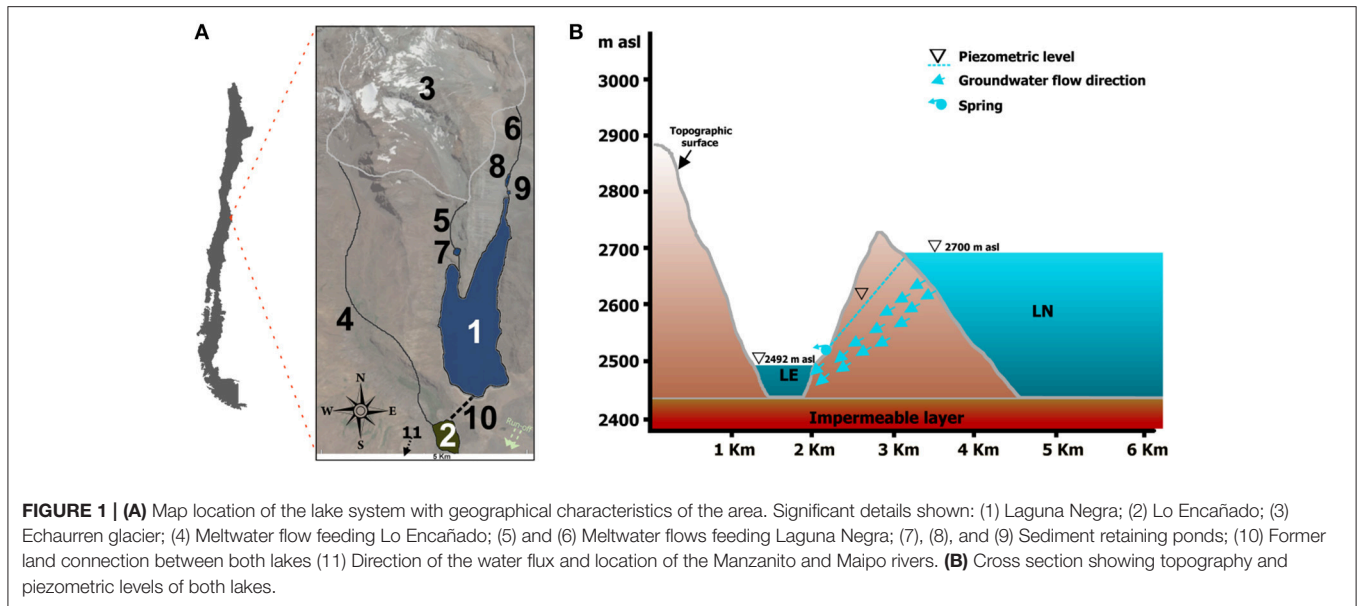 A
3
6
8
9
5
7
4
1
N
W E
S
10
11
2
Run-off
5 Km
B
m asl
3000
2900
2800
2700
2600
2500
2400
Piezometric level
Groundwater flow direction
Spring
Topographic
surface
2700 m asl
LN
2492 m asl
LE
Impermeable layer
1 Km 2 Km 3 Km 4 Km 5 Km 6 Km
FIGURE 1 | (A) Map location of the lake system with geographical characteristics of the area. Significant details shown: (1) Laguna Negra; (2) Lo Encañado; (3)
Echaurren glacier; (4) Meltwater flow feeding Lo Encañado; (5) and (6) Meltwater flows feeding Laguna Negra; (7), (8), and (9) Sediment retaining ponds; (10) Former
land connection between both lakes (11) Direction of the water flux and location of the Manzanito and Maipo rivers. (B) Cross section showing topography and
piezometric levels of both lakes.